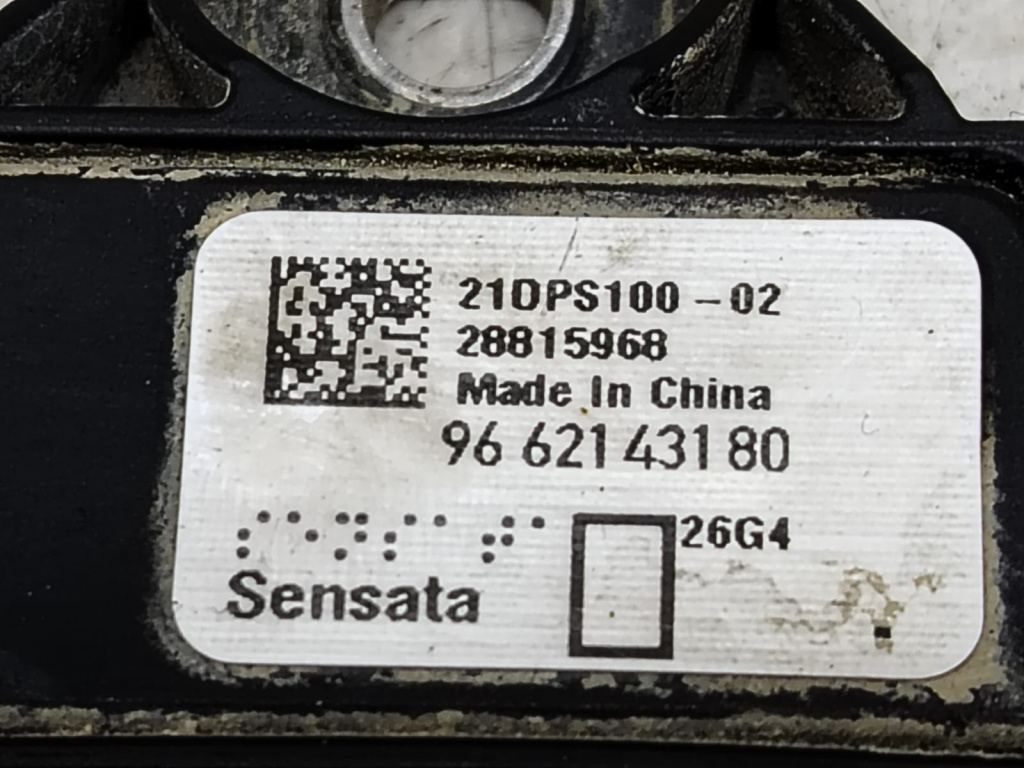 21DPS100-02
28815968
Made In China
96 621 431 80
26G4
Sensata